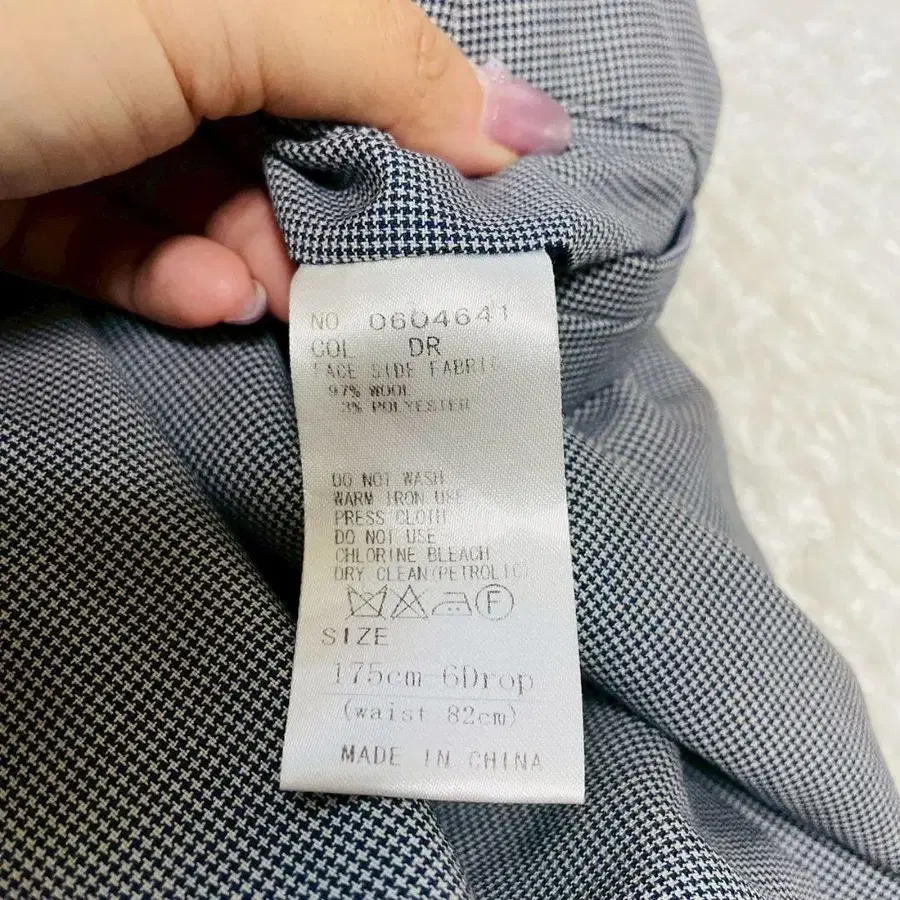 NO 0604641
COL DR
FACE SIDE FABRIC
97% WOOL
3% POLYESTER
DO NOT WASH
WARM IRON USE
PRESS CLOTH
DO NOT USE
CHLORINE BLEACH
DRY CLEAN(PETROLIC)
F
SIZE
175cm-6Drop
(waist 82cm)
MADE IN CHINA